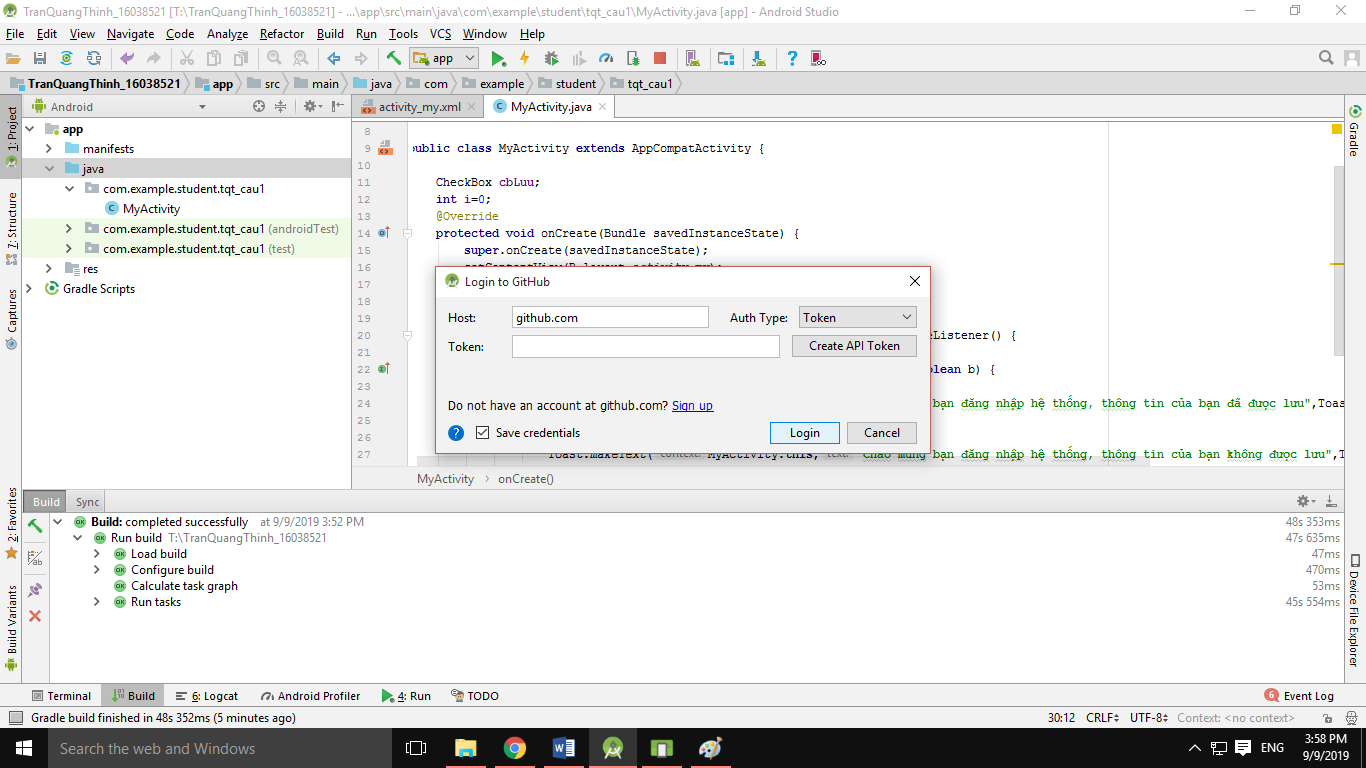 TranQuangThinh_16038521 [T:\TranQuangThinh_16038521] - ...\app\src\main\java\com\example\student\tqt_cau1\MyActivity.java [app] - Android Studio
File Edit View Navigate Code Analyze Refactor Build Run Tools VCS Window Help
app
TranQuangThinh_16038521 app src main java com example student tqt_cau1
Android
activity_my.xml MyActivity.java
1: Project
7: Structure
Captures
2: Favorites
Build Variants
app
manifests
java
com.example.student.tqt_cau1
MyActivity
com.example.student.tqt_cau1 (androidTest)
com.example.student.tqt_cau1 (test)
res
Gradle Scripts
8
9 public class MyActivity extends AppCompatActivity {
10
11 CheckBox cbLuu;
12 int i=0;
13 @Override
14 protected void onCreate(Bundle savedInstanceState) {
15 super.onCreate(savedInstanceState);
16 setContentView(R.layout.activity_my);
17
18
19
20 eListener() {
21
22 olean b) {
23
24 bạn đăng nhập hệ thống, thông tin của bạn đã được lưu",Toas
25
26
27 Toast.makeText( context: MyActivity.this, text: "Chào mừng bạn đăng nhập hệ thống, thông tin của bạn không được lưu",T
Login to GitHub
Host: github.com Auth Type: Token
Token: Create API Token
Do not have an account at github.com? Sign up
? Save credentials Login Cancel
MyActivity onCreate()
Gradle
Device File Explorer
Build Sync
Build: completed successfully at 9/9/2019 3:52 PM 48s 353ms
Run build T:\TranQuangThinh_16038521 47s 635ms
Load build 47ms
Configure build 470ms
Calculate task graph 53ms
Run tasks 45s 554ms
Terminal Build 6: Logcat Android Profiler 4: Run TODO 6 Event Log
Gradle build finished in 48s 352ms (5 minutes ago) 30:12 CRLF UTF-8 Context: <no context>
Search the web and Windows ENG 3:58 PM
9/9/2019